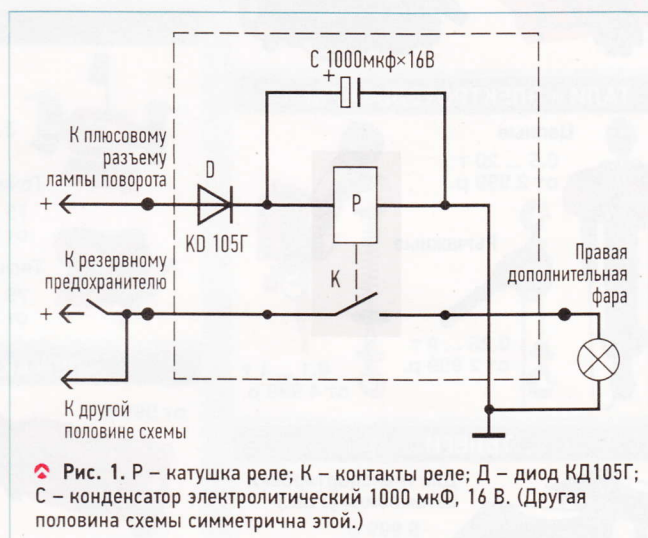 С 1000мкф×16В
+
К плюсовому
разъему
лампы поворота
D
+
Р
KD 105Г
К резервному
предохранителю
К
Правая
дополнительная
фара
+
К другой
половине схемы
Рис. 1. Р – катушка реле; К – контакты реле; Д – диод КД105Г;
С – конденсатор электролитический 1000 мкФ, 16 В. (Другая
половина схемы симметрична этой.)